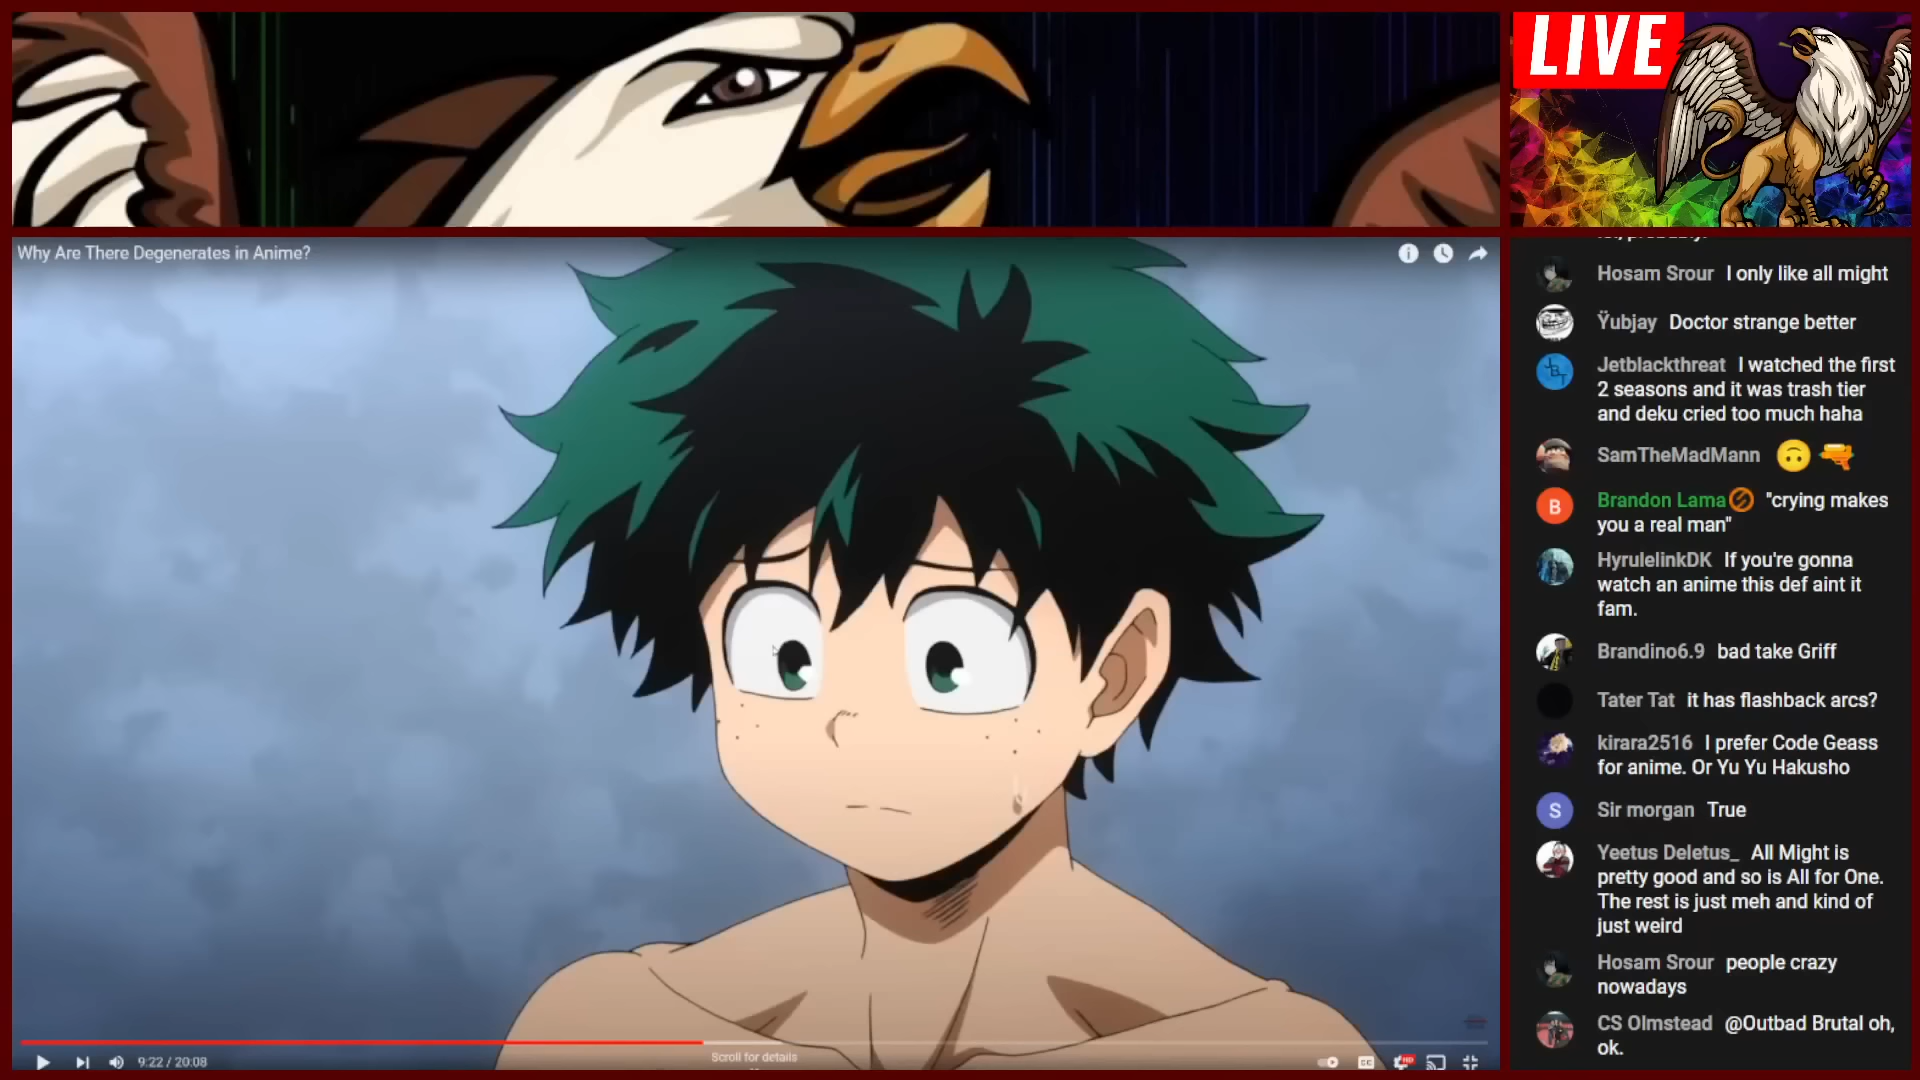 LIVE
Why Are There Degenerates in Anime?
9:22 / 20:08
Scroll for details
CC
HD
Hosam Srour I only like all might
Ÿubjay Doctor strange better
JBT
Jetblackthreat I watched the first
2 seasons and it was trash tier
and deku cried too much haha
SamTheMadMann 🙃 🔫
B
Brandon Lama "crying makes
you a real man"
HyrulelinkDK If you're gonna
watch an anime this def aint it
fam.
Brandino6.9 bad take Griff
Tater Tat it has flashback arcs?
kirara2516 I prefer Code Geass
for anime. Or Yu Yu Hakusho
S
Sir morgan True
Yeetus Deletus_ All Might is
pretty good and so is All for One.
The rest is just meh and kind of
just weird
Hosam Srour people crazy
nowadays
CS Olmstead @Outbad Brutal oh,
ok.